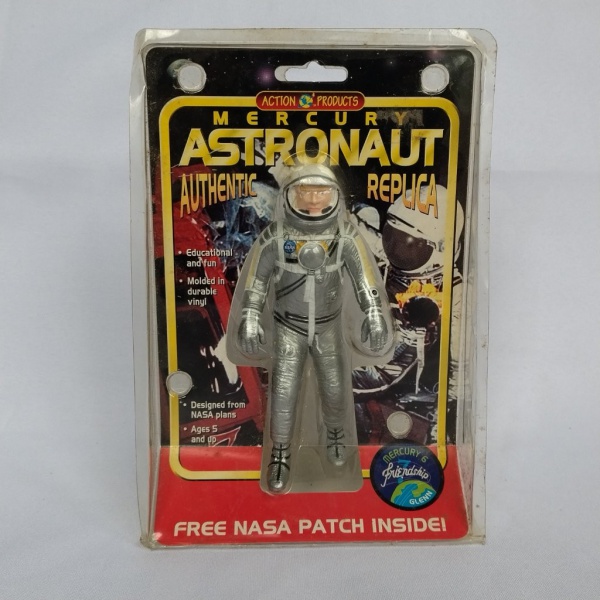 ACTION PRODUCTS
MERCURY
ASTRONAUT
AUTHENTIC REPLICA
• Educational
and fun
• Molded in
durable
vinyl
• Designed from
NASA plans
• Ages 5
and up
MERCURY 6
Friendship
7
GLENN
FREE NASA PATCH INSIDE!